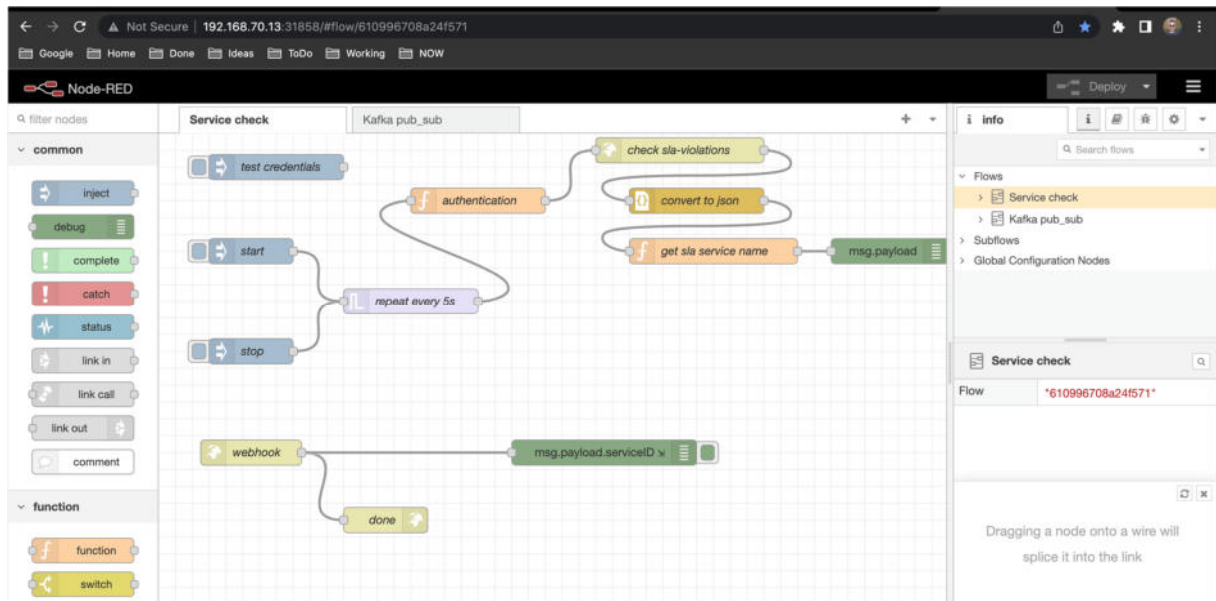 Not Secure | 192.168.70.13:31858/#flow/610996708a24f571
Google Home Done Ideas ToDo Working NOW
Node-RED
Deploy
filter nodes
common
inject
debug
complete
catch
status
link in
link call
link out
comment
function
function
switch
Service check
Kafka pub_sub
test credentials
start
stop
repeat every 5s
authentication
check sla-violations
convert to json
get sla service name
msg.payload
webhook
msg.payload.serviceID
done
i info
Search flows
Flows
Service check
Kafka pub_sub
Subflows
Global Configuration Nodes
Service check
Flow "610996708a24f571"
Dragging a node onto a wire will
splice it into the link